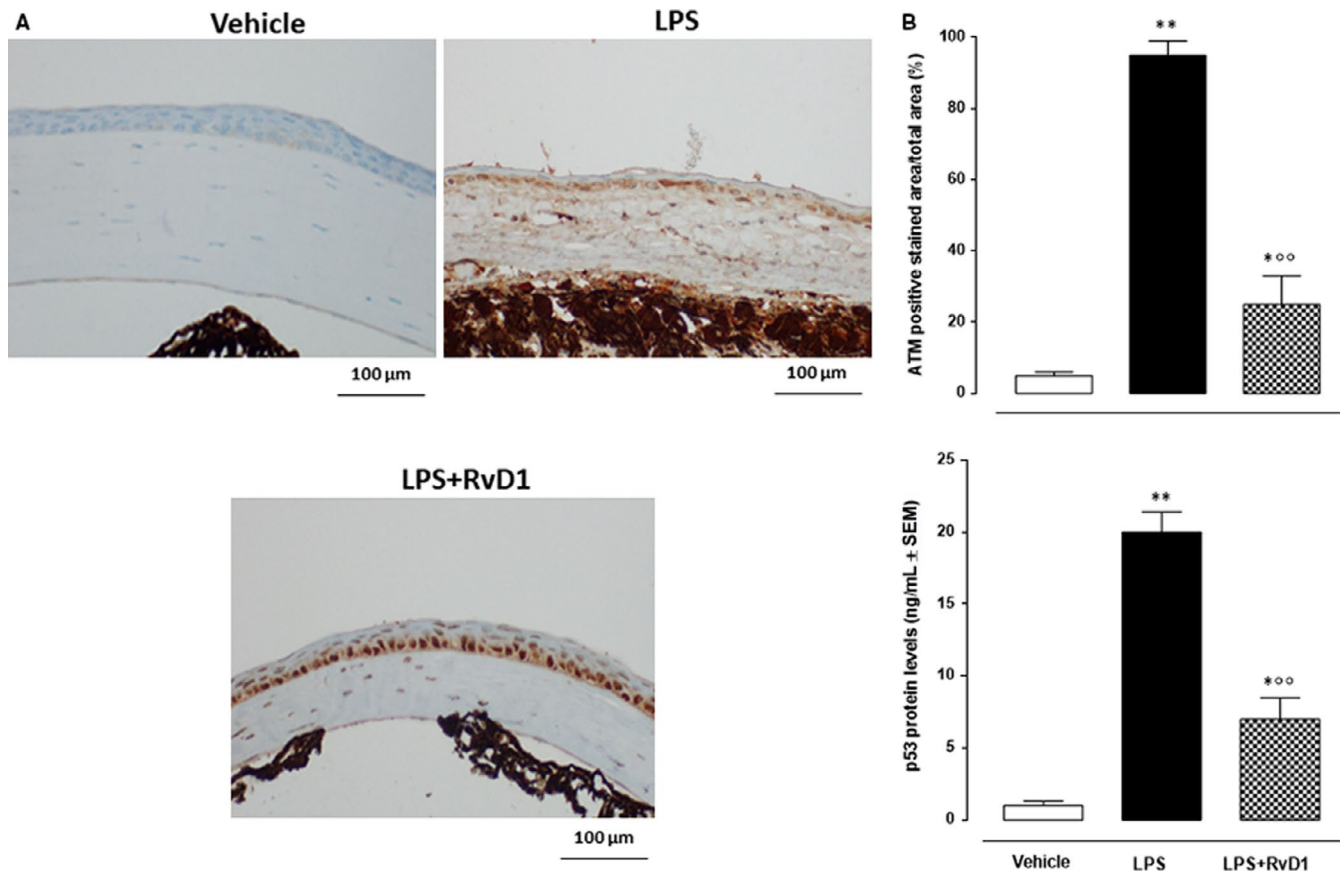 A
Vehicle
LPS
100 µm
100 µm
LPS+RvD1
100 µm
B
ATM positive stained area/total area (%)
100
80
60
40
20
0
**
*○○
p53 protein levels (ng/mL ± SEM)
25
20
15
10
5
0
**
*○○
Vehicle
LPS
LPS+RvD1